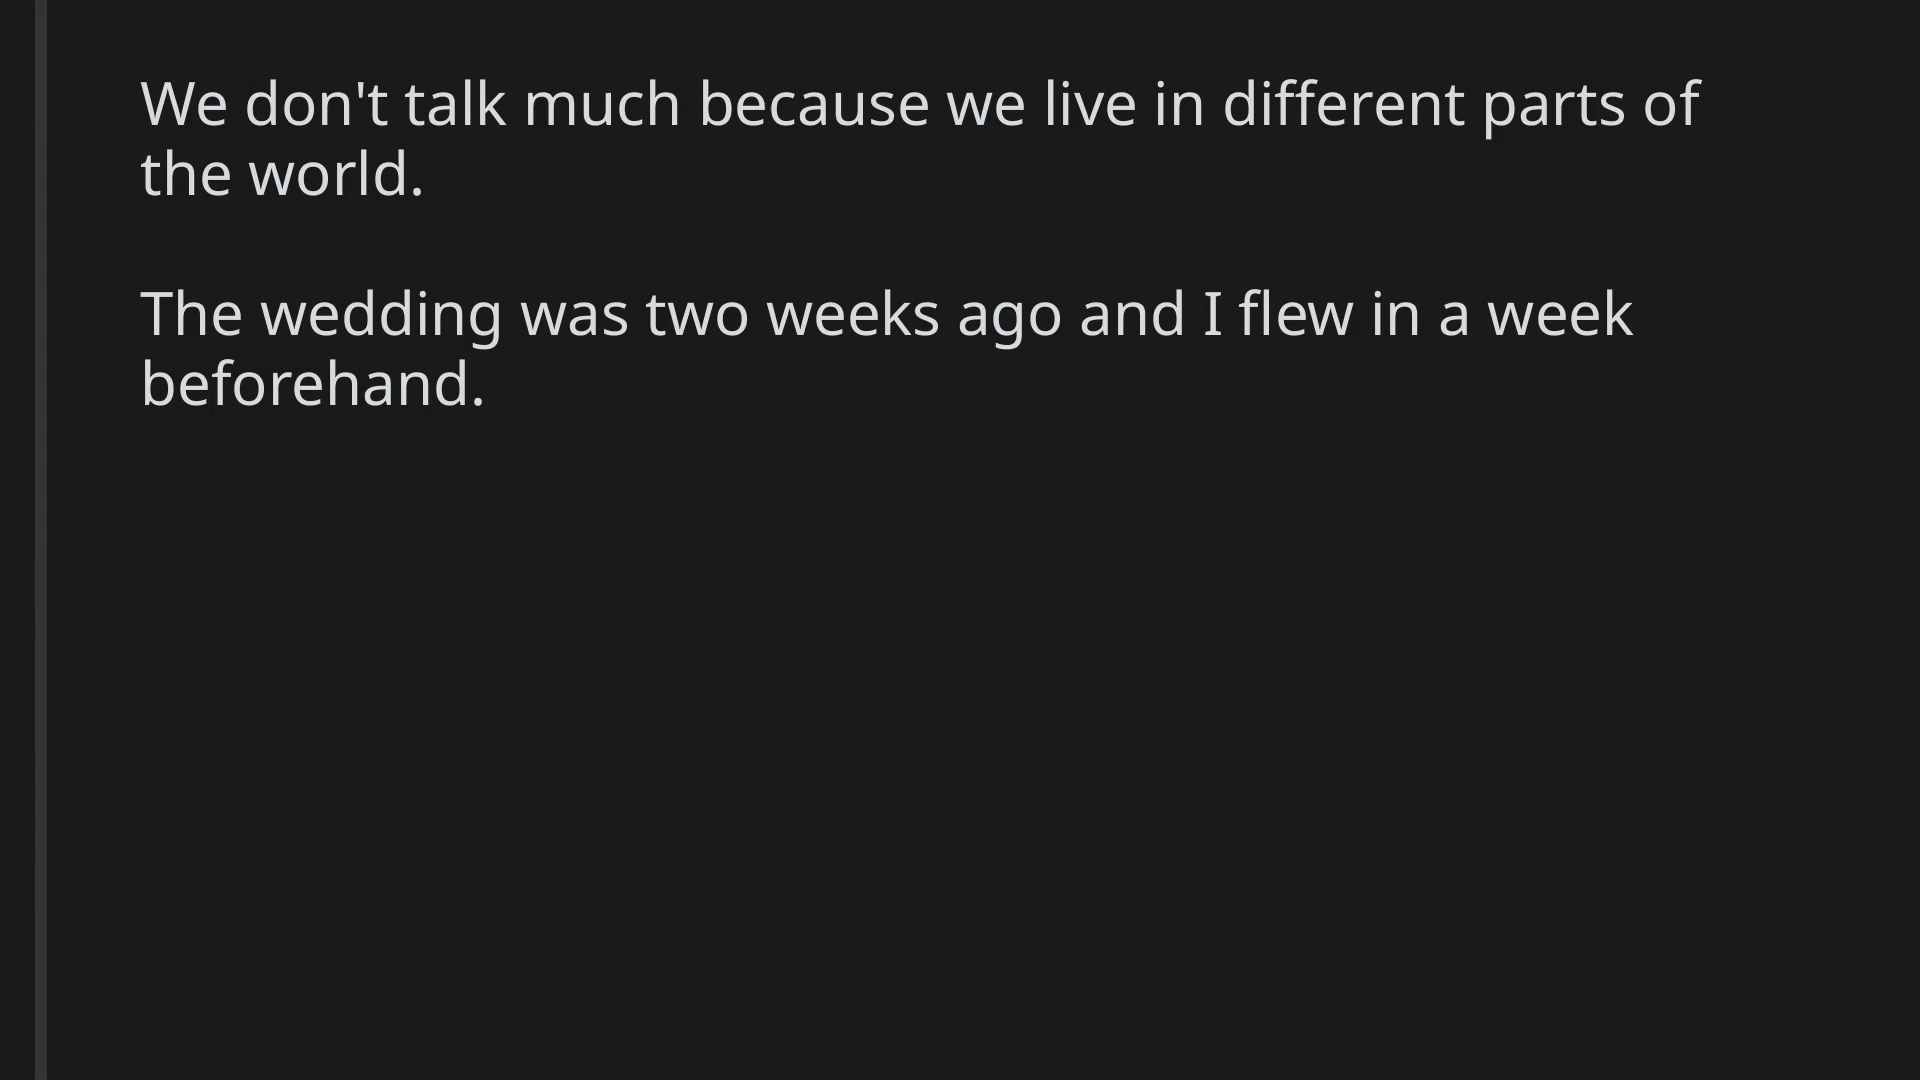 We don't talk much because we live in different parts of
the world.
The wedding was two weeks ago and I flew in a week
beforehand.